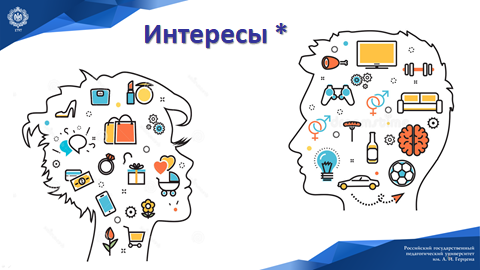 Интересы *
Российский государственный
педагогический университет
им. А. И. Герцена